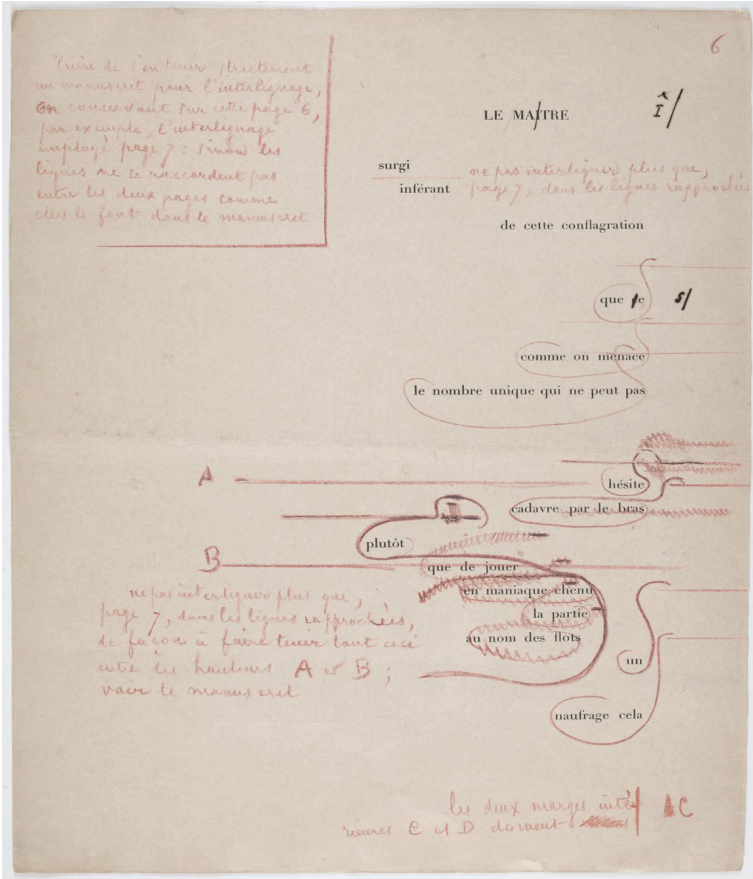 6
Prière de s'en tenir strictement
au manuscrit pour l'interlignage,
en conservant sur cette page 6,
par exemple, l'interlignage
employé page 7 : sinon les
lignes ne se raccordent pas
entre les deux pages comme
elles le font dans le manuscrit
LE MAITRE
Î/
surgi
inférant
ne pas interligner plus que,
page 7, dans les lignes rapprochées
de cette conflagration
que le
s/
comme on menace
le nombre unique qui ne peut pas
A
hésite
cadavre par le bras
plutôt
B
que de jouer
en maniaque chenu
la partie
au nom des flots
ne pas interligner plus que,
page 7, dans les lignes rapprochées,
de façon à faire tenir tout ceci
entre les hauteurs A et B ;
voir le manuscrit
un
naufrage cela
les deux marges inté
rieures C et D doivent
AC